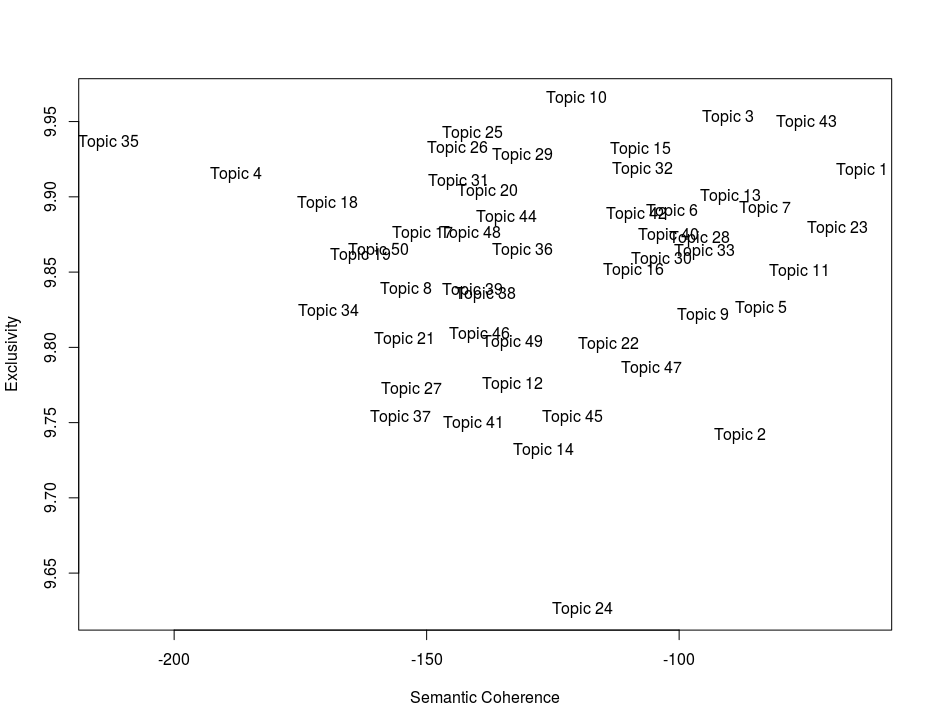 Topic 10
Topic 3
Topic 43
Topic 25
Topic 35
Topic 26
Topic 15
Topic 29
Topic 32
Topic 1
Topic 4
Topic 31
Topic 20
Topic 13
Topic 18
Topic 7
Topic 6
Topic 42
Topic 44
Topic 23
Topic 17
Topic 48
Topic 40
Topic 28
Topic 50
Topic 19
Topic 36
Topic 33
Topic 30
Topic 16
Topic 11
Topic 8
Topic 39
Topic 38
Topic 34
Topic 5
Topic 9
Topic 21
Topic 46
Topic 49
Topic 22
Topic 47
Topic 27
Topic 12
Topic 37
Topic 41
Topic 45
Topic 14
Topic 2
Topic 24
9.95
9.90
9.85
9.80
9.75
9.70
9.65
Exclusivity
-200
-150
-100
Semantic Coherence